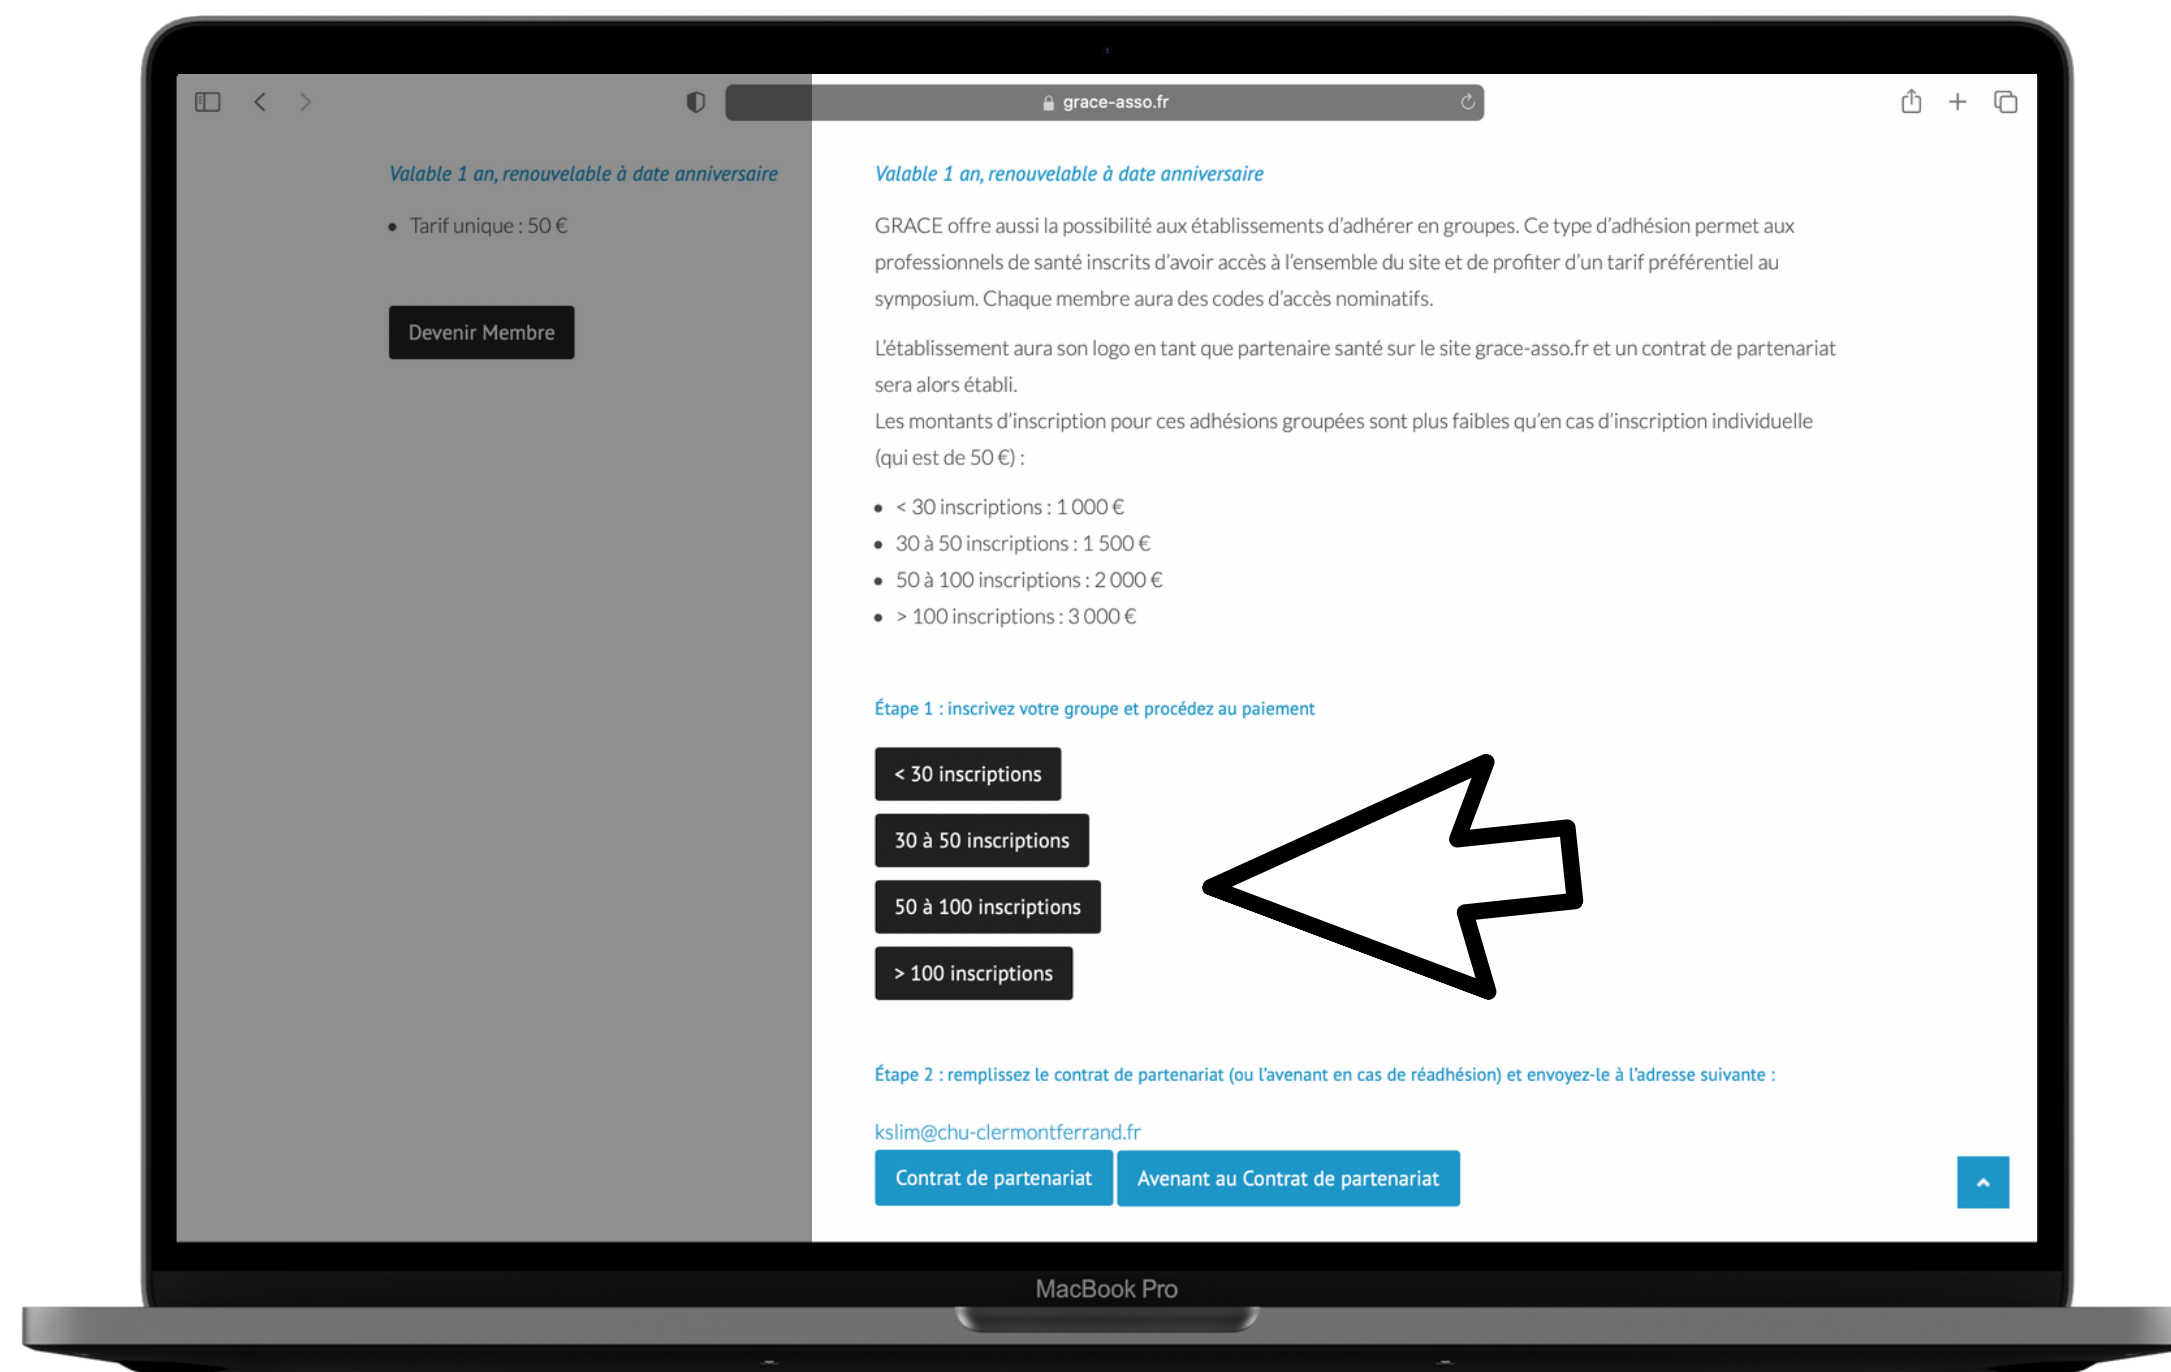 grace-asso.fr
Valable 1 an, renouvelable à date anniversaire
• Tarif unique : 50 €
Devenir Membre
Valable 1 an, renouvelable à date anniversaire
GRACE offre aussi la possibilité aux établissements d’adhérer en groupes. Ce type d’adhésion permet aux
professionnels de santé inscrits d’avoir accès à l’ensemble du site et de profiter d’un tarif préférentiel au
symposium. Chaque membre aura des codes d’accès nominatifs.
L’établissement aura son logo en tant que partenaire santé sur le site grace-asso.fr et un contrat de partenariat
sera alors établi.
Les montants d’inscription pour ces adhésions groupées sont plus faibles qu’en cas d’inscription individuelle
(qui est de 50 €) :
• < 30 inscriptions : 1 000 €
• 30 à 50 inscriptions : 1 500 €
• 50 à 100 inscriptions : 2 000 €
• > 100 inscriptions : 3 000 €
Étape 1 : inscrivez votre groupe et procédez au paiement
< 30 inscriptions
30 à 50 inscriptions
50 à 100 inscriptions
> 100 inscriptions
Étape 2 : remplissez le contrat de partenariat (ou l’avenant en cas de réadhésion) et envoyez-le à l’adresse suivante :
kslim@chu-clermontferrand.fr
Contrat de partenariat
Avenant au Contrat de partenariat
MacBook Pro